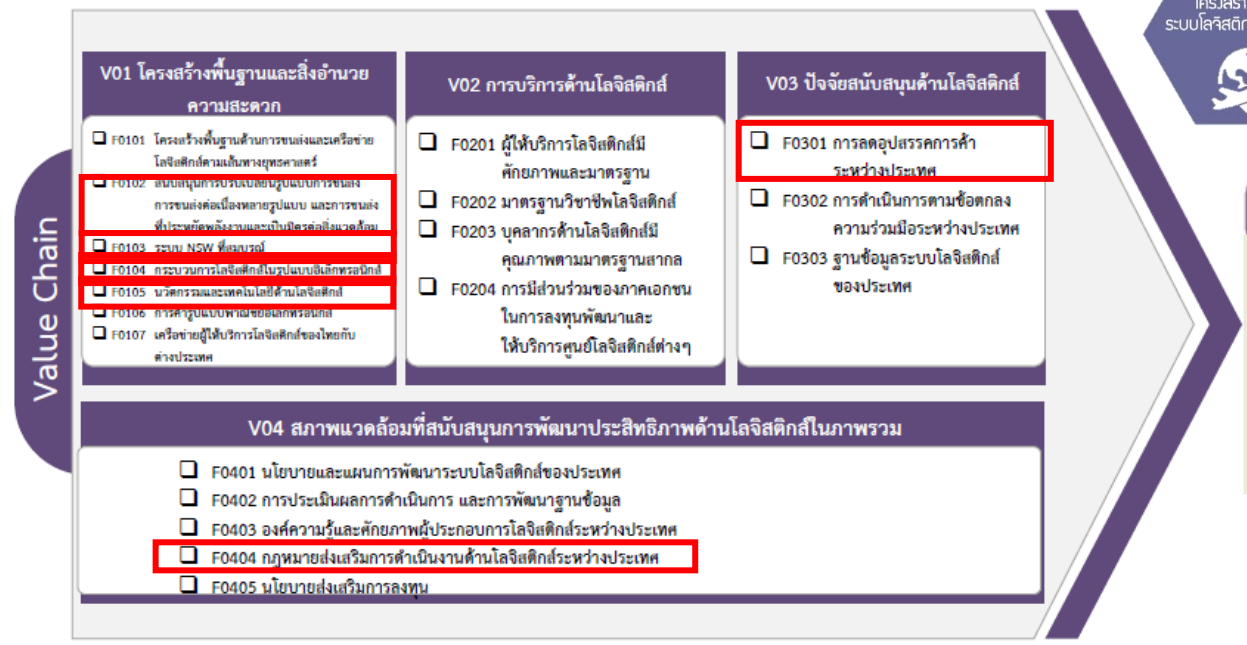 ระบบโลจิสติก
Value Chain
V01 โครงสร้างพื้นฐานและสิ่งอำนวย
ความสะดวก
F0101 โครงสร้างพื้นฐานด้านการขนส่งและเครือข่าย
โลจิสติกส์ตามเส้นทางยุทธศาสตร์
F0102 สนับสนุนการปรับเปลี่ยนรูปแบบการขนส่ง
การขนส่งต่อเนื่องหลายรูปแบบ และการขนส่ง
ที่ประหยัดพลังงานและเป็นมิตรต่อสิ่งแวดล้อม
F0103 ระบบ NSW ที่สมบูรณ์
F0104 กระบวนการโลจิสติกส์ในรูปแบบอิเล็กทรอนิกส์
F0105 นวัตกรรมและเทคโนโลยีด้านโลจิสติกส์
F0106 การค้ารูปแบบพาณิชย์อิเล็กทรอนิกส์
F0107 เครือข่ายผู้ให้บริการโลจิสติกส์ของไทยกับ
ต่างประเทศ
V02 การบริการด้านโลจิสติกส์
F0201 ผู้ให้บริการโลจิสติกส์มี
ศักยภาพและมาตรฐาน
F0202 มาตรฐานวิชาชีพโลจิสติกส์
F0203 บุคลากรด้านโลจิสติกส์มี
คุณภาพตามมาตรฐานสากล
F0204 การมีส่วนร่วมของภาคเอกชน
ในการลงทุนพัฒนาและ
ให้บริการศูนย์โลจิสติกส์ต่างๆ
V03 ปัจจัยสนับสนุนด้านโลจิสติกส์
F0301 การลดอุปสรรคการค้า
ระหว่างประเทศ
F0302 การดำเนินการตามข้อตกลง
ความร่วมมือระหว่างประเทศ
F0303 ฐานข้อมูลระบบโลจิสติกส์
ของประเทศ
V04 สภาพแวดล้อมที่สนับสนุนการพัฒนาประสิทธิภาพด้านโลจิสติกส์ในภาพรวม
F0401 นโยบายและแผนการพัฒนาระบบโลจิสติกส์ของประเทศ
F0402 การประเมินผลการดำเนินการ และการพัฒนาฐานข้อมูล
F0403 องค์ความรู้และศักยภาพผู้ประกอบการโลจิสติกส์ระหว่างประเทศ
F0404 กฎหมายส่งเสริมการดำเนินงานด้านโลจิสติกส์ระหว่างประเทศ
F0405 นโยบายส่งเสริมการลงทุน